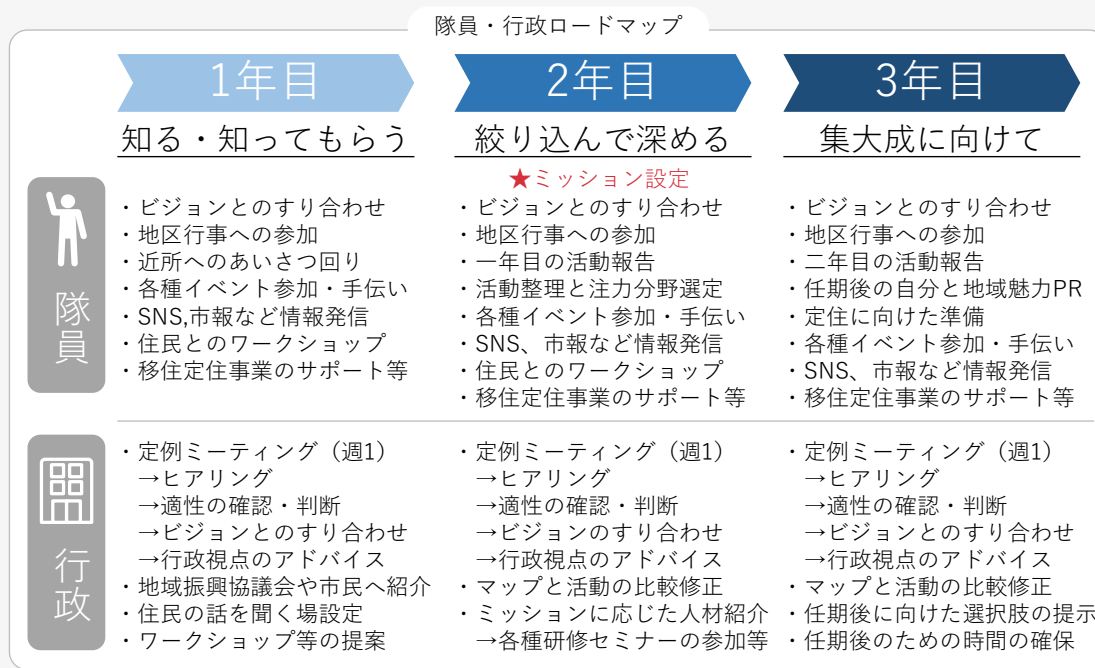 隊員・行政ロードマップ
1年目
2年目
3年目
知る・知ってもらう
絞り込んで深める
集大成に向けて
★ミッション設定
隊員
・ビジョンとのすり合わせ
・地区行事への参加
・近所へのあいさつ回り
・各種イベント参加・手伝い
・SNS,市報など情報発信
・住民とのワークショップ
・移住定住事業のサポート等
・ビジョンとのすり合わせ
・地区行事への参加
・一年目の活動報告
・活動整理と注力分野選定
・各種イベント参加・手伝い
・SNS、市報など情報発信
・住民とのワークショップ
・移住定住事業のサポート等
・ビジョンとのすり合わせ
・地区行事への参加
・二年目の活動報告
・任期後の自分と地域魅力PR
・定住に向けた準備
・各種イベント参加・手伝い
・SNS、市報など情報発信
・移住定住事業のサポート等
行政
・定例ミーティング（週1）
→ヒアリング
→適性の確認・判断
→ビジョンとのすり合わせ
→行政視点のアドバイス
・地域振興協議会や市民へ紹介
・住民の話を聞く場設定
・ワークショップ等の提案
・定例ミーティング（週1）
→ヒアリング
→適性の確認・判断
→ビジョンのすり合わせ
→行政視点のアドバイス
・マップと活動の比較修正
・ミッションに応じた人材紹介
→各種研修セミナーの参加等
・定例ミーティング（週1）
→ヒアリング
→適性の確認・判断
→ビジョンとのすり合わせ
→行政視点のアドバイス
・マップと活動の比較修正
・任期後に向けた選択肢の提示
・任期後のための時間の確保